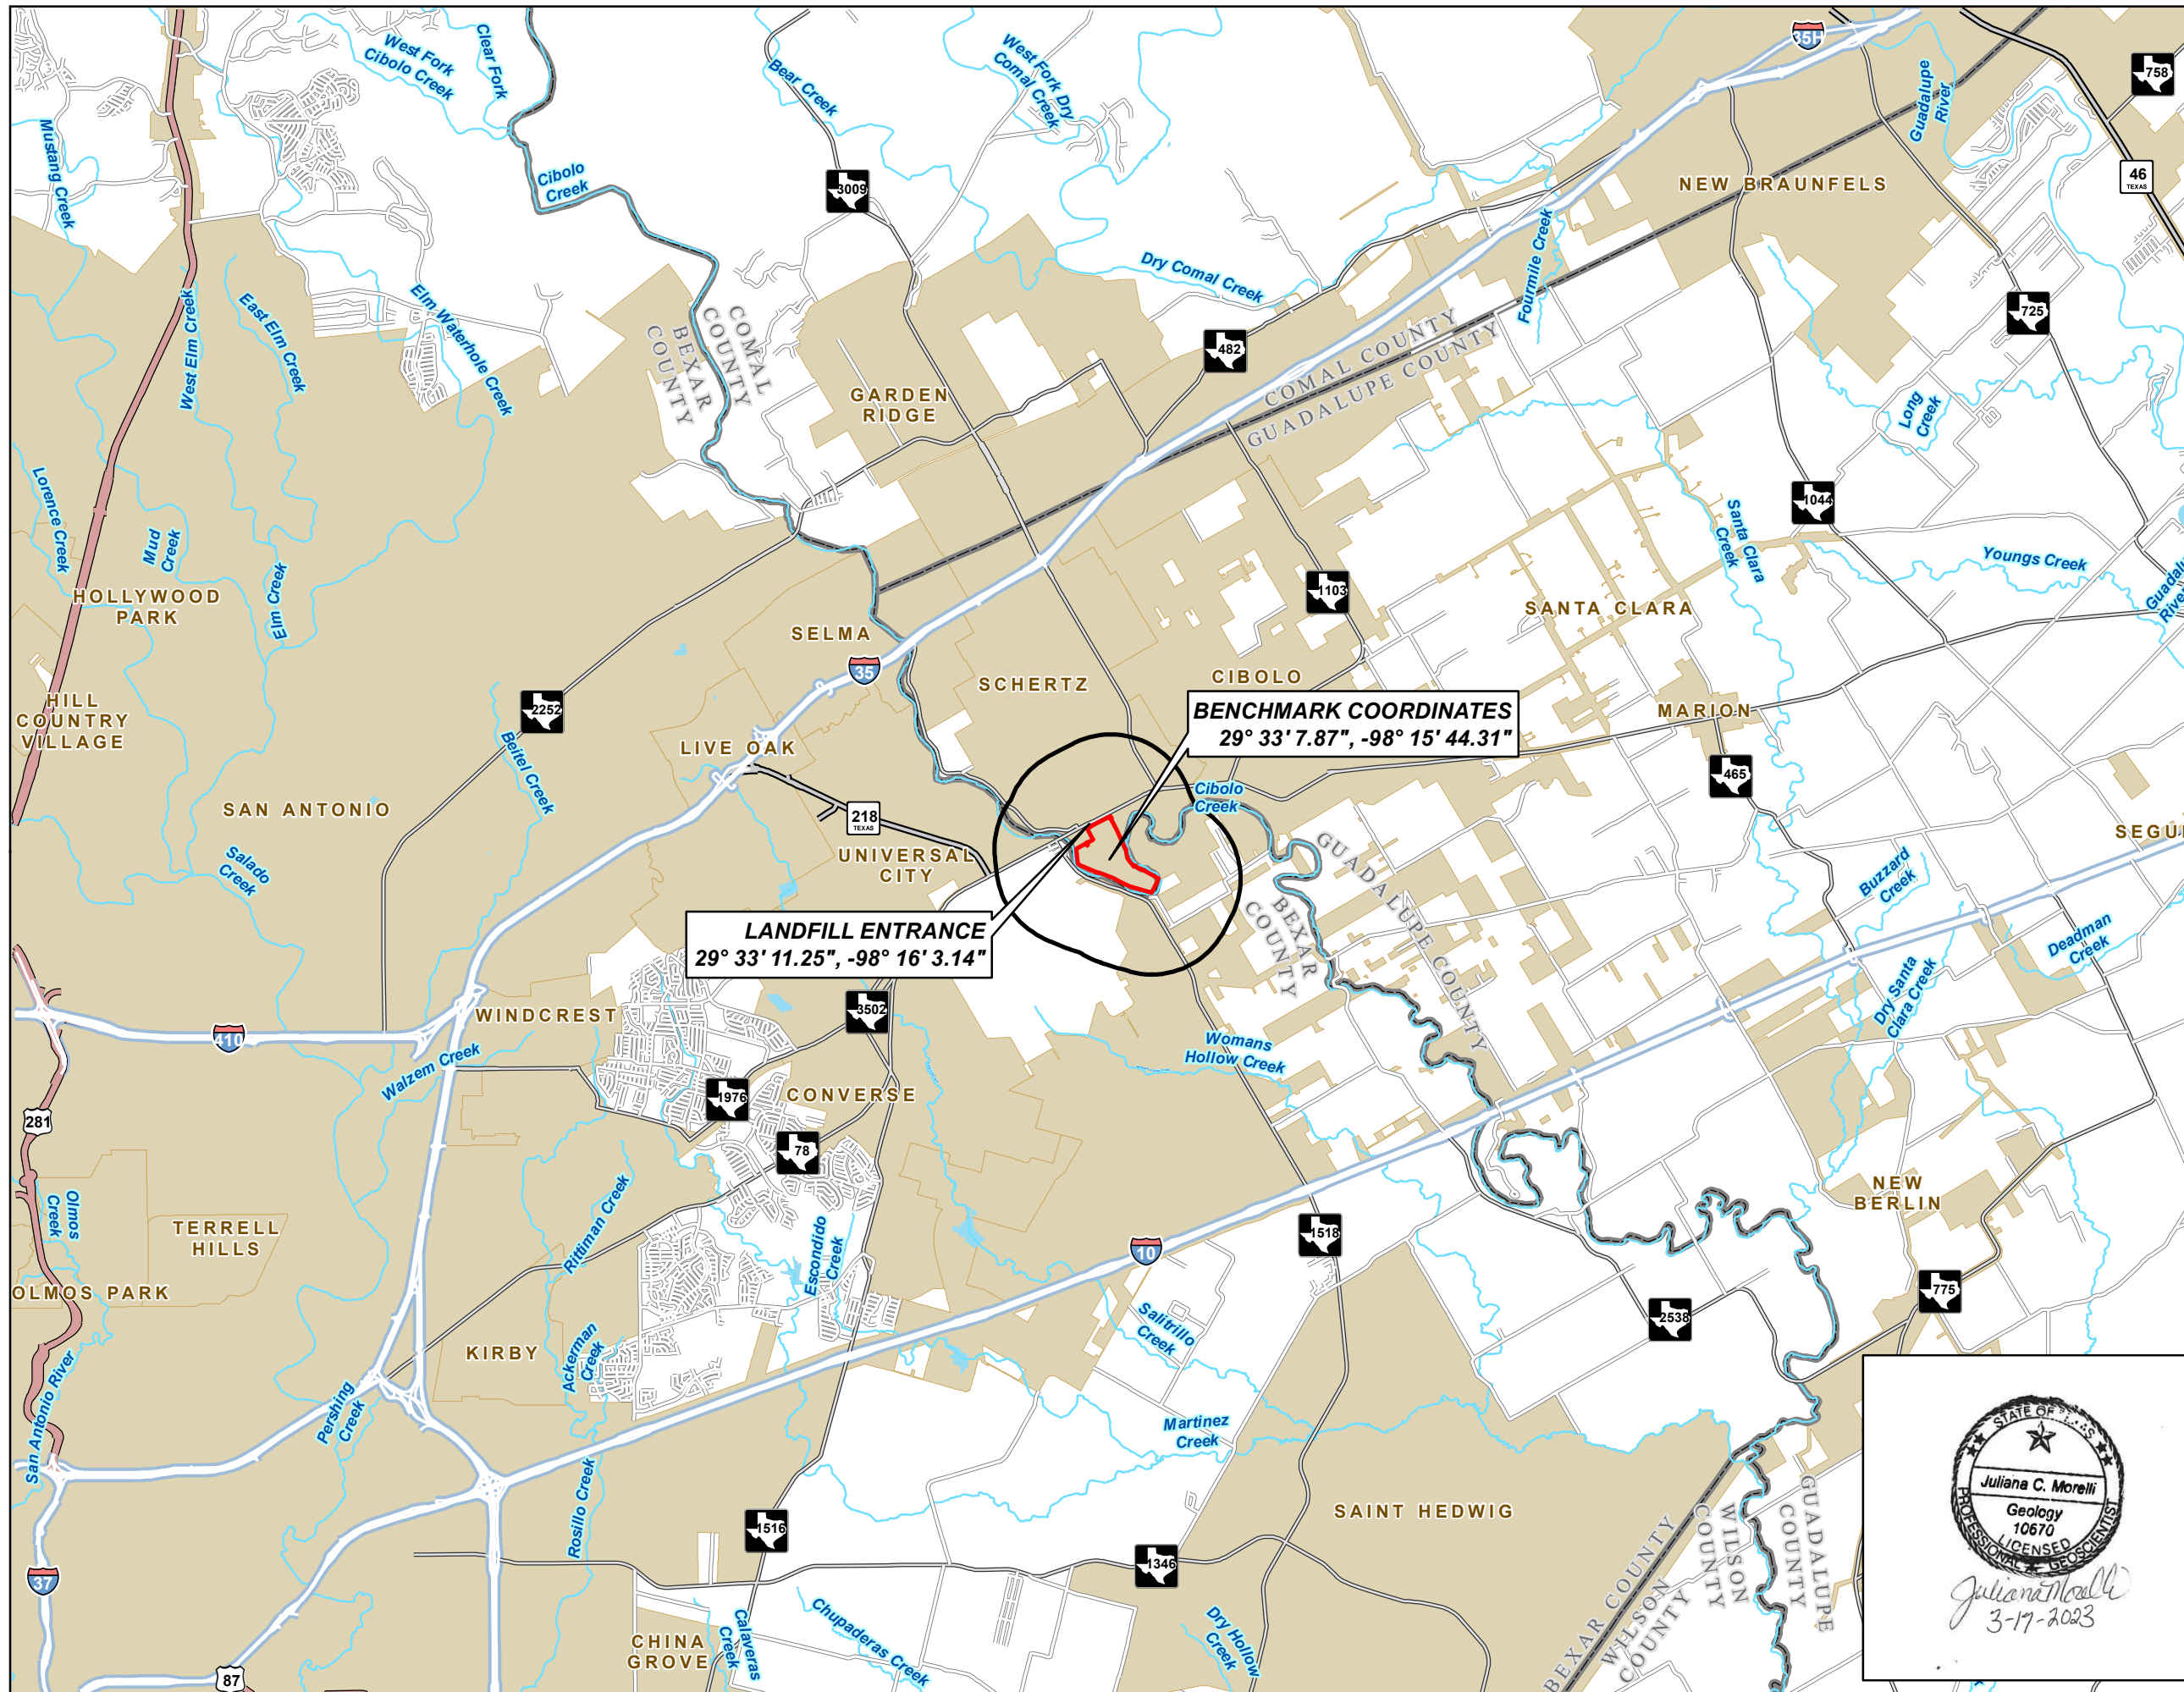 West Fork
Cibolo Creek
Clear Fork
Bear Creek
West Fork Dry
Comal Creek
35H
Guadalupe
River
758
Mustang Creek
Cibolo
Creek
3009
NEW BRAUNFELS
46
TEXAS
Fourmile Creek
Dry Comal Creek
West Elm Creek
East Elm Creek
Elm Waterhole Creek
COMAL
COUNTY
BEXAR
COUNTY
482
725
COMAL COUNTY
GUADALUPE COUNTY
GARDEN
RIDGE
Long
Creek
Lorence Creek
Mud
Creek
Elm Creek
1044
Santa Clara
Creek
Youngs Creek
HOLLYWOOD
PARK
1103
SANTA CLARA
SELMA
35
SCHERTZ
CIBOLO
HILL
COUNTRY
VILLAGE
2252
MARION
BENCHMARK COORDINATES
29° 33' 7.87", -98° 15' 44.31"
LIVE OAK
Beitel Creek
465
Cibolo
Creek
SAN ANTONIO
218
TEXAS
UNIVERSAL
CITY
Salado
Creek
GUADALUPE COUNTY
BEXAR
COUNTY
Buzzard
Creek
Deadman
Creek
LANDFILL ENTRANCE
29° 33' 11.25", -98° 16' 3.14"
Dry Santa
Clara Creek
WINDCREST
3502
410
Walzem Creek
Womans
Hollow Creek
1976
CONVERSE
281
78
Olmos
Creek
TERRELL
HILLS
Rittiman Creek
Escondido
Creek
10
1518
NEW
BERLIN
OLMOS PARK
775
2538
Salitrillo
Creek
KIRBY
Ackerman
Creek
San Antonio River
Pershing
Creek
Martinez
Creek
Rosillo Creek
SAINT HEDWIG
1516
1346
37
BEXAR COUNTY
WILSON
COUNTY
WILSON
COUNTY
GUADALUPE
COUNTY
CHINA
GROVE
Calaveras
Creek
Chupaderas Creek
Dry Hollow
Creek
87
STATE OF
Juliana C. Morelli
Geology
10670
LICENSED
PROFESSIONAL GEOSCIENTIST
Juliana Morelli
3-17-2023